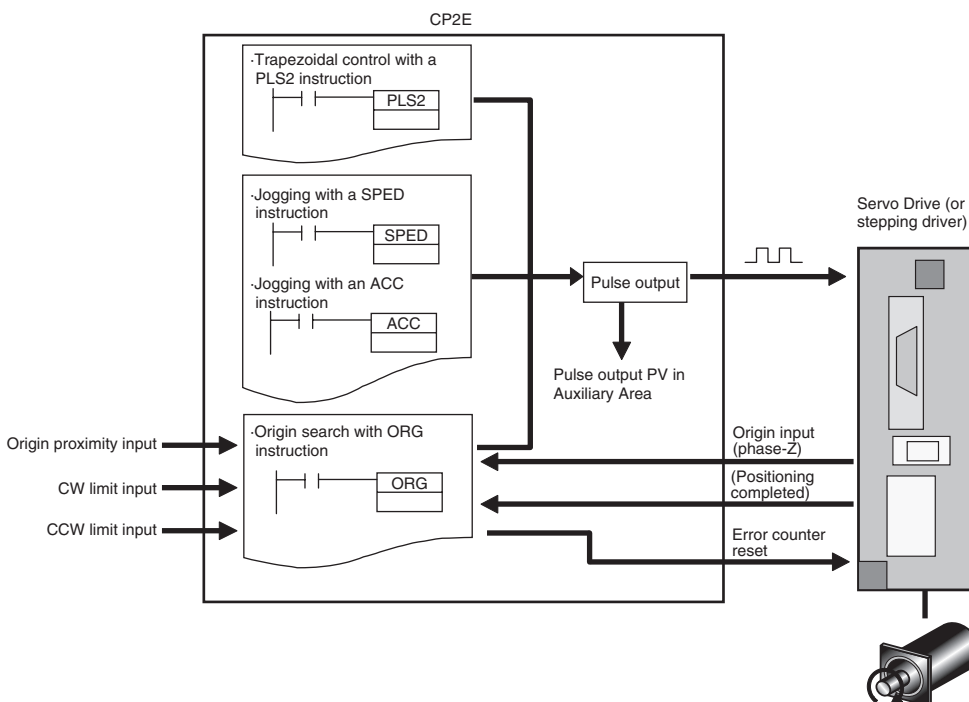 CP2E
·Trapezoidal control with a
PLS2 instruction
PLS2
·Jogging with a SPED
instruction
SPED
·Jogging with an ACC
instruction
ACC
Pulse output
Pulse output PV in
Auxiliary Area
Servo Drive (or
stepping driver)
Origin proximity input
CW limit input
CCW limit input
·Origin search with ORG
instruction
ORG
Origin input
(phase-Z)
(Positioning
completed)
Error counter
reset